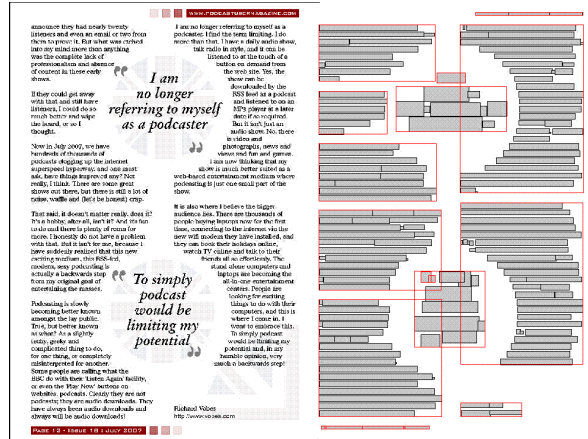 WWW.PODCASTUSERMAGAZINE.COM
announce they had nearly twenty
listeners and even an email or two from
them to prove it. But what was etched
into my mind more than anything
was the complete lack of
professionalism and absence
of content in these early
shows.
If they could get away
with that and still have
listeners, I could do so
much better and wipe
the board, or so I
thought.
Now in July 2007, we have
hundreds of thousands of
podcasts clogging up the internet
superspeed hyperway, and one must
ask, have things improved any? Not
really, I think. There are some great
shows out there, but there is still a lot of
noise, waffle and (let's be honest) crap.
That said, it doesn't matter really, does it?
It's a hobby, after all, isn't it? And it's fun
to do and there is plenty of room for
more. I honestly do not have a problem
with that. But it isn't for me, because I
have suddenly realized that this new
exciting medium, this RSS-fed,
modern, sexy podcasting is
actually a backwards step
from my original goal of
entertaining the masses.
Podcasting is slowly
becoming better known
amongst the lay public.
True, but better known
as what? As a slightly
fusty, geeky and
complicated thing to do,
for one thing, or completely
misinterpreted for another.
Some people are calling what the
BBC do with their 'Listen Again' facility,
or even the 'Play Now' buttons on
websites, podcasts. Clearly they are not
podcasts; they are audio downloads. They
have always been audio downloads and
always will be audio downloads!
“
I am
no longer
referring to myself
as a podcaster
”
“
To simply
podcast
would be
limiting my
potential
”
I am no longer referring to myself as a
podcaster. I find the term limiting. I do
more than that. I have a daily audio show,
talk radio in style, and it can be
listened to at the touch of a
button on demand from
the web site. Yes, the
show can be
downloaded by the
RSS feed as a podcast
and listened to on an
MP3 player at a later
date if so required.
But it isn't just an
audio show. No, there
is video and
photographs, news and
views and fun and games.
I am now thinking that my
show is much better suited as a
web-based entertainment medium where
podcasting is just one small part of the
show.
It is also where I believe the bigger
audience lies. There are thousands of
people buying laptops now for the first
time, connecting to the internet via the
new wifi modems they have installed, and
they can book their holidays online,
watch TV online and talk to their
friends all so effortlessly. The
stand alone computers and
laptops are becoming the
all-in-one entertainment
centers. People are
looking for exciting
things to do with their
computers, and this is
where I come in. I
want to embrace this.
To simply podcast
would be limiting my
potential and, in my
humble opinion, very
much a backwards step!
Richard Vobes
http://www.vobes.com
PAGE 12 • ISSUE 18 : JULY 2007